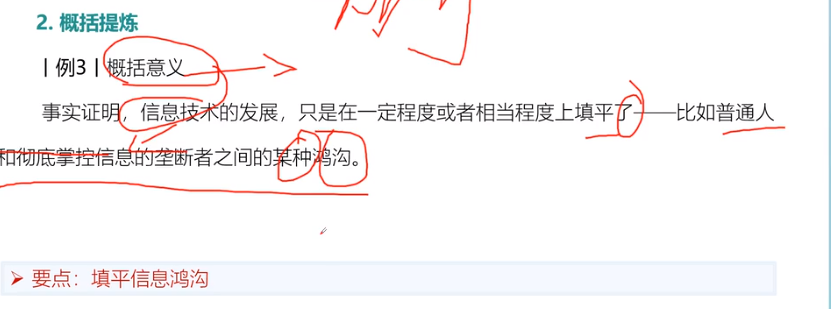 2. 概括提炼
| 例3 | 概括意义
事实证明，信息技术的发展，只是在一定程度或者相当程度上填平了——比如普通人
和彻底掌控信息的垄断者之间的某种鸿沟。
➢ 要点：填平信息鸿沟